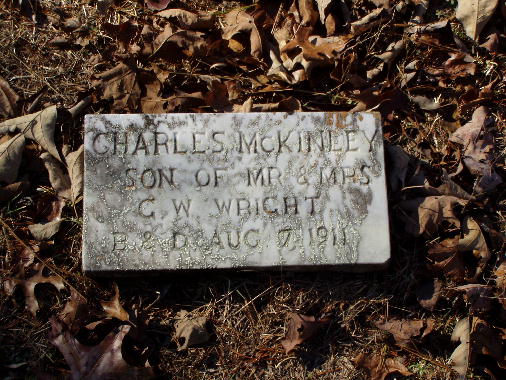 CHARLES MCKINLEY
SON OF MR & MRS
C. W. WRIGHT
B. & D. AUG. 7, 1911